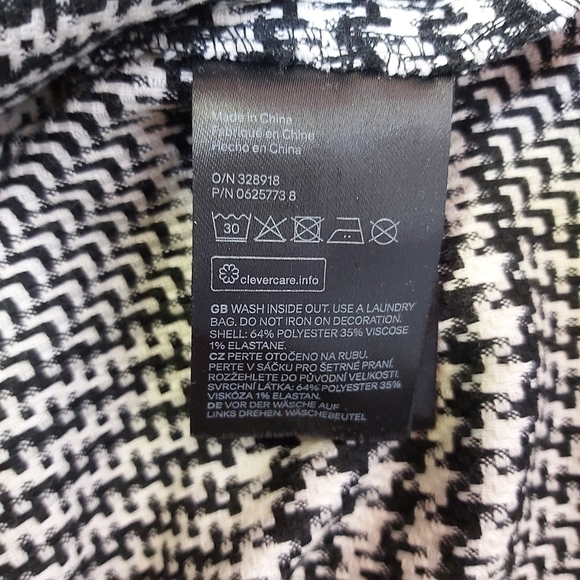 Made in China
Fabriqué en Chine
Hecho en China
O/N 328918
P/N 0625773 8
30
clevercare.info
GB WASH INSIDE OUT. USE A LAUNDRY
BAG. DO NOT IRON ON DECORATION.
SHELL: 64% POLYESTER 35% VISCOSE
1% ELASTANE.
CZ PERTE OTOČENO NA RUBU.
PERTE V SÁČKU PRO ŠETRNÉ PRANÍ.
ROZŽEHLETE DO PŮVODNÍ VELIKOSTI.
SVRCHNÍ LÁTKA: 64% POLYESTER 35%
VISKÓZA 1% ELASTAN.
DE VOR DER WÄSCHE AUF
LINKS DREHEN. WÄSCHEBEUTEL